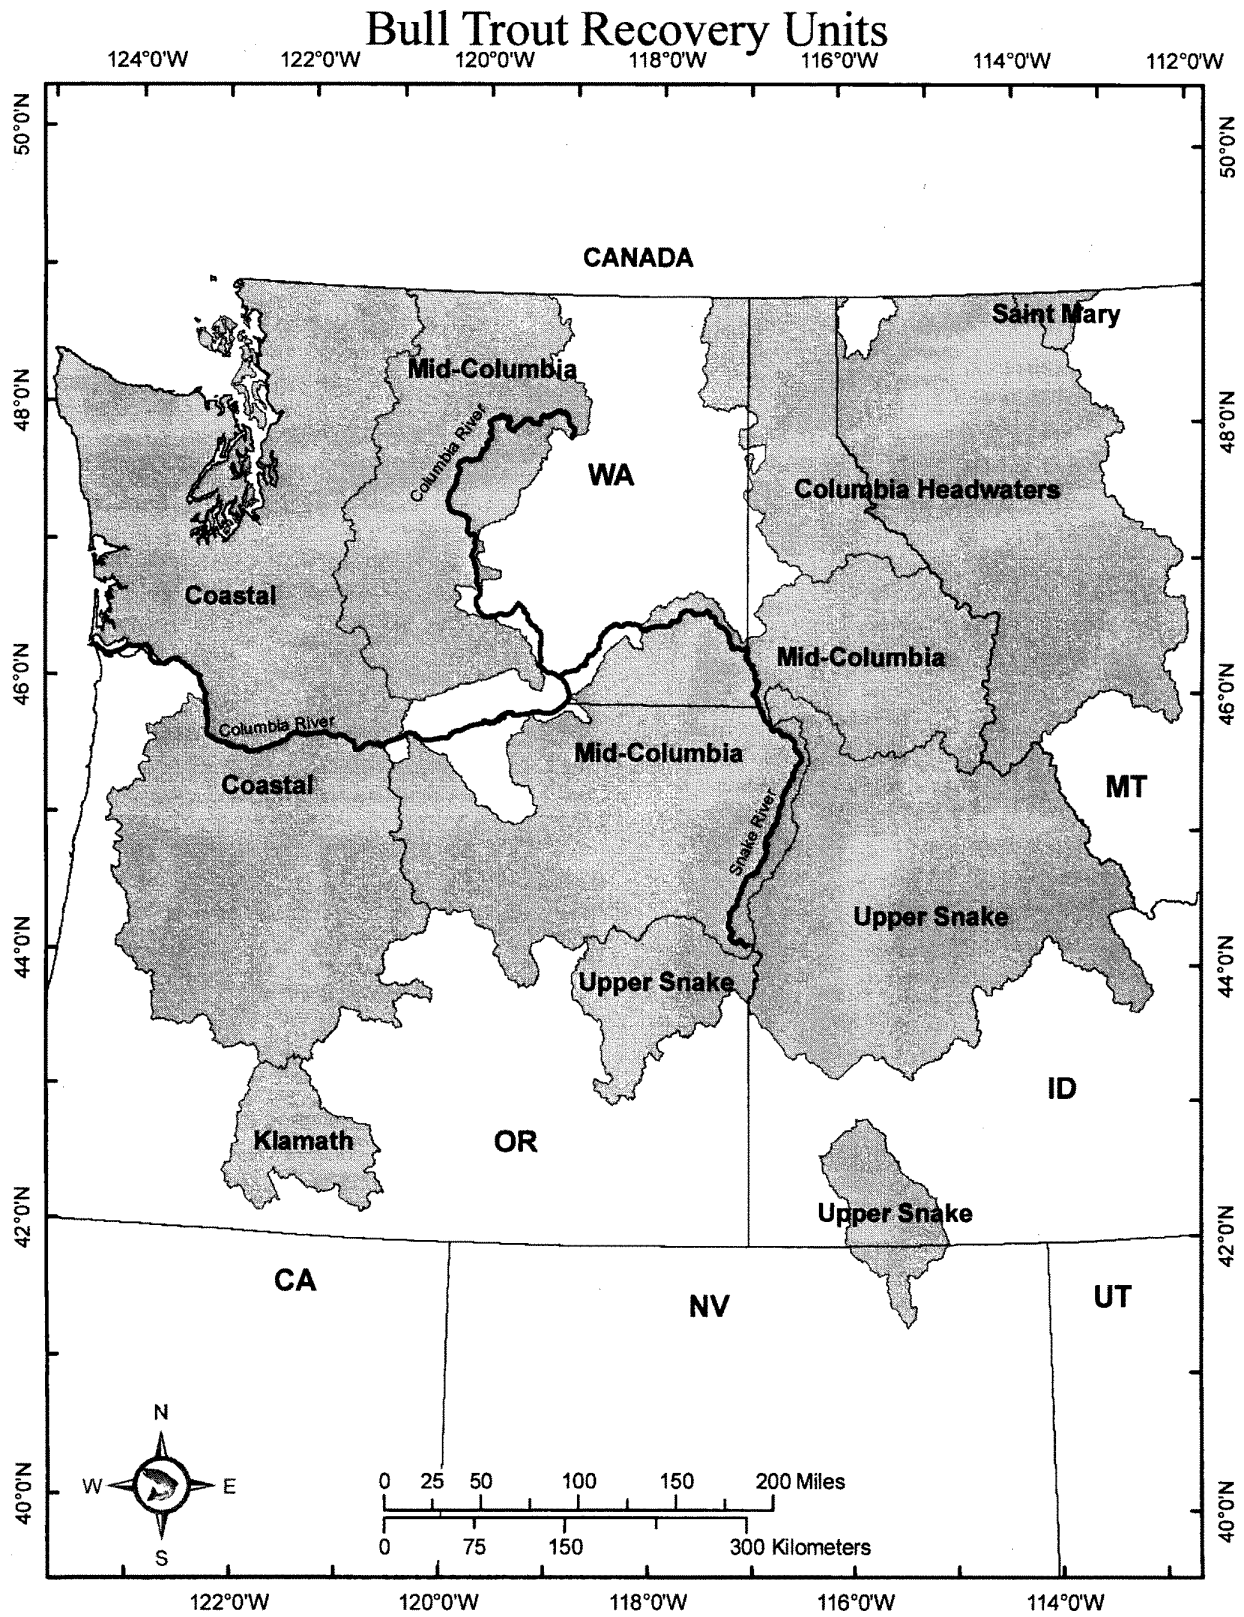 Bull Trout Recovery Units
124°0'W 122°0'W 120°0'W 118°0'W 116°0'W 114°0'W 112°0'W
50°0'N 50°0'N
CANADA
Saint Mary
Mid-Columbia
48°0'N 48°0'N
Columbia River
WA
Columbia Headwaters
Coastal
Mid-Columbia
46°0'N 46°0'N
Columbia River
Mid-Columbia
Coastal
MT
Snake River
Upper Snake
44°0'N 44°0'N
Upper Snake
ID
Klamath
OR
Upper Snake
42°0'N 42°0'N
CA
UT
NV
N
W E
S
0 25 50 100 150 200 Miles
0 75 150 300 Kilometers
40°0'N 40°0'N
122°0'W 120°0'W 118°0'W 116°0'W 114°0'W